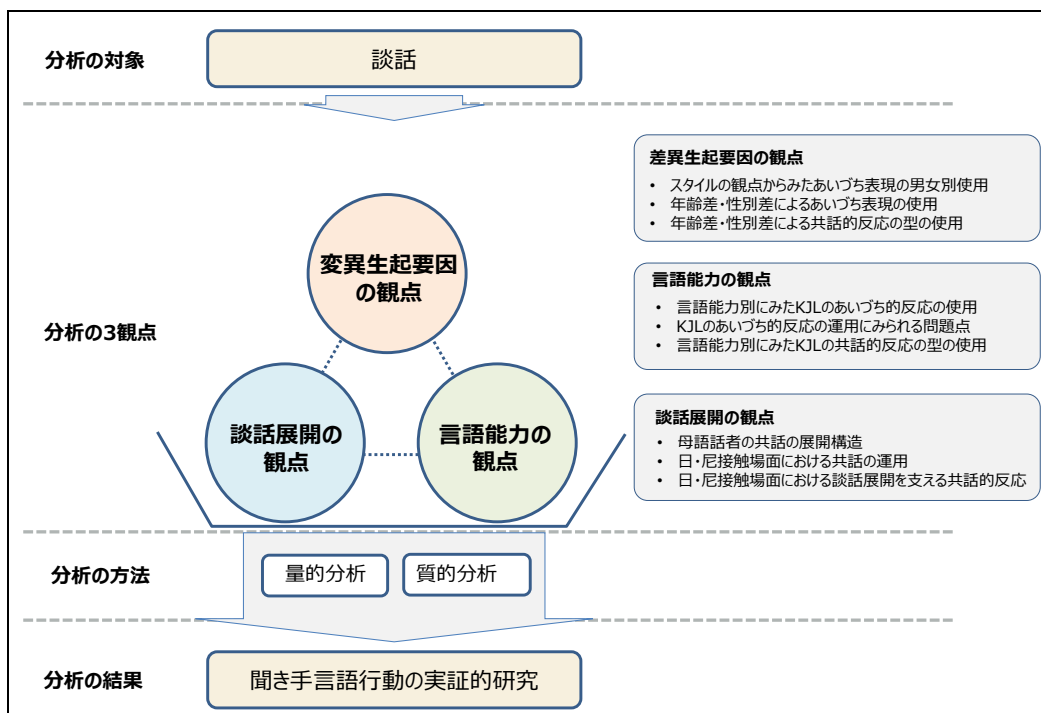 分析の対象
談話
差異生起要因の観点
• スタイルの観点からみたあいづち表現の男女別使用
• 年齢差・性別差によるあいづち表現の使用
• 年齢差・性別差による共話的反応の型の使用
変異生起要因
の観点
言語能力の観点
• 言語能力別にみたKJLのあいづち的反応の使用
• KJLのあいづち的反応の運用にみられる問題点
• 言語能力別にみたKJLの共話的反応の型の使用
分析の3観点
談話展開の
観点
言語能力の
観点
談話展開の観点
• 母語話者の共話の展開構造
• 日・尼接触場面における共話の運用
• 日・尼接触場面における談話展開を支える共話的反応
分析の方法
量的分析
質的分析
分析の結果
聞き手言語行動の実証的研究